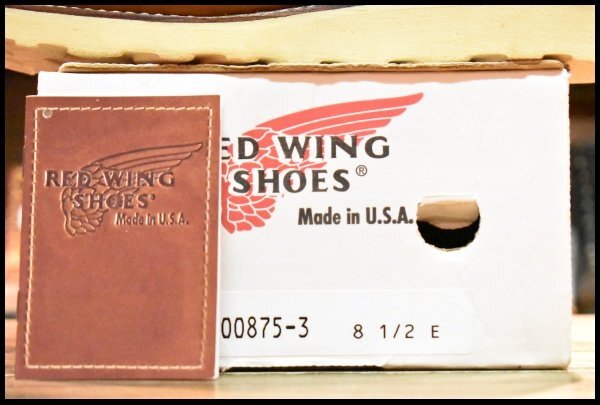 RED WING
SHOES®
Made in U.S.A.
ED WING
SHOES®
Made in U.S.A.
00875-3 8 1/2 E